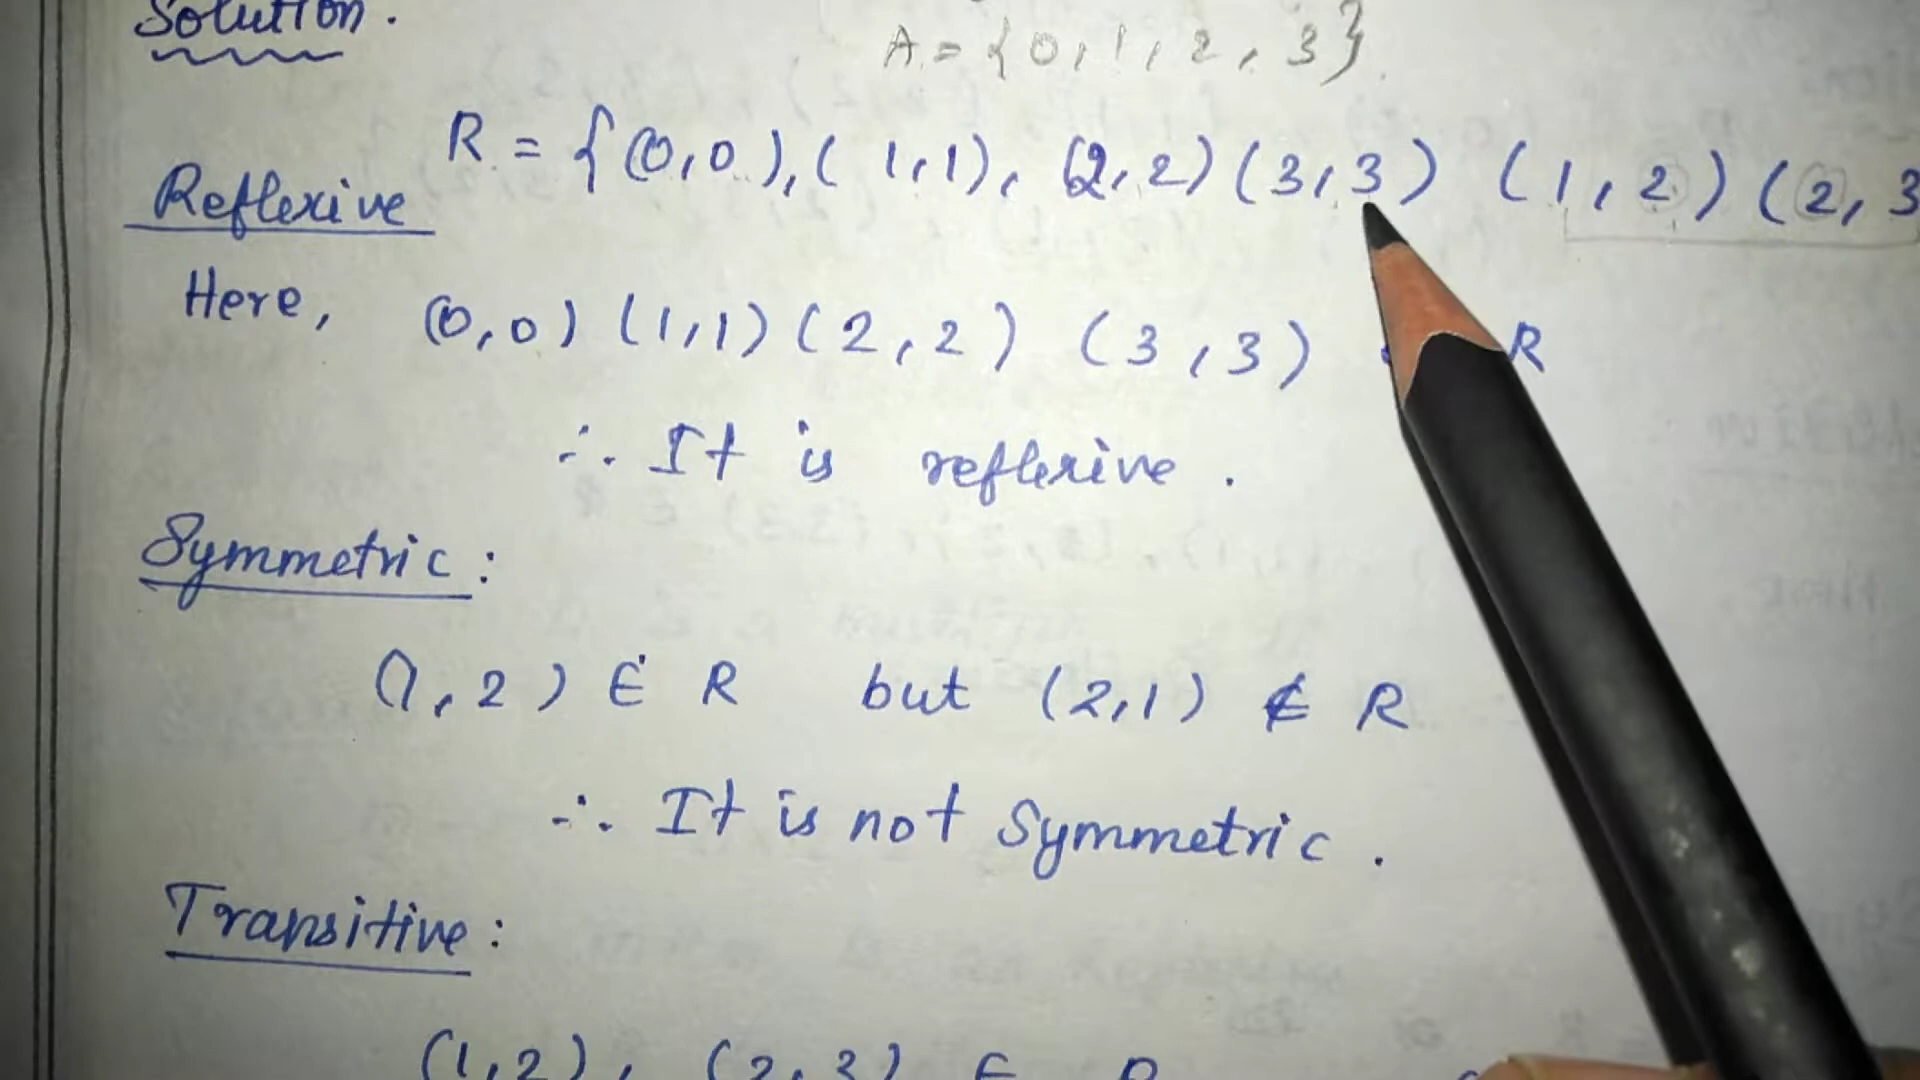 Solution.
A = {0, 1, 2, 3}
R = {(0,0), (1,1), (2,2) (3,3) (1,2) (2,3
Reflexive
Here, (0,0) (1,1) (2,2) (3,3) R
∴ It is reflexive.
Symmetric:
(1,2) ∈ R but (2,1) ∉ R
∴ It is not Symmetric.
Transitive:
(1,2), (2,3) ∈ R